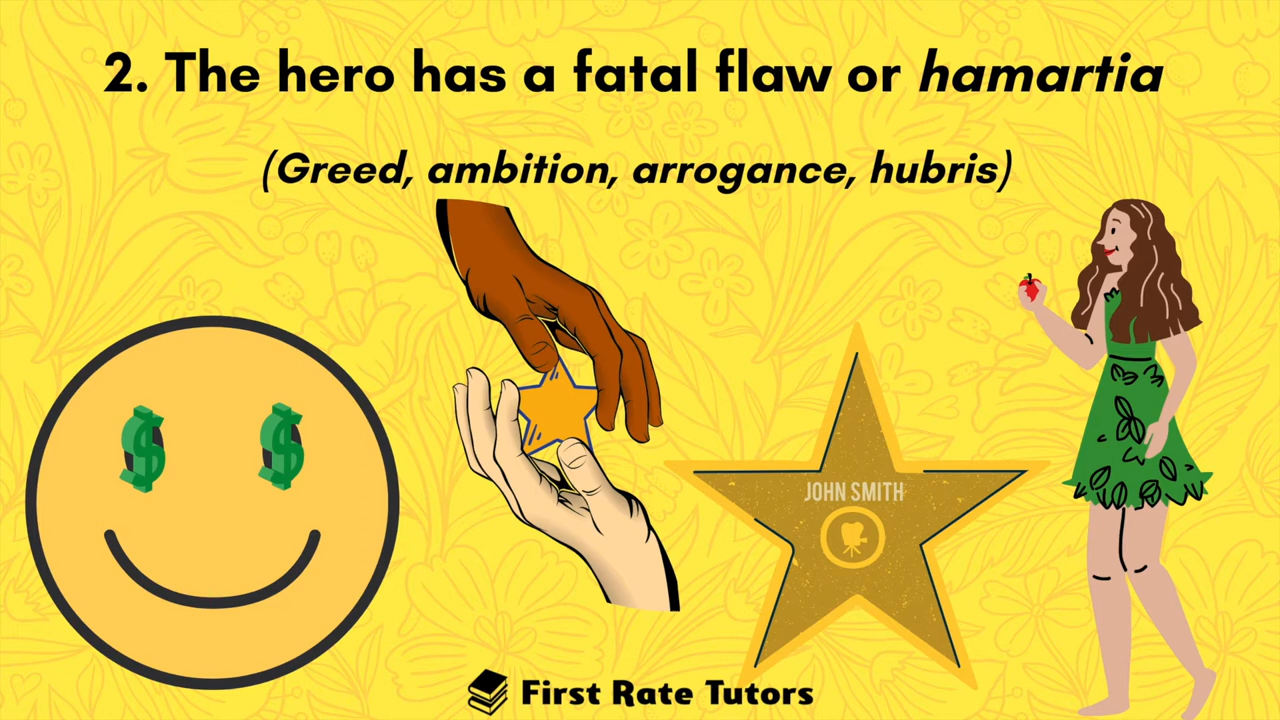 2. The hero has a fatal flaw or hamartia
(Greed, ambition, arrogance, hubris)
JOHN SMITH
First Rate Tutors